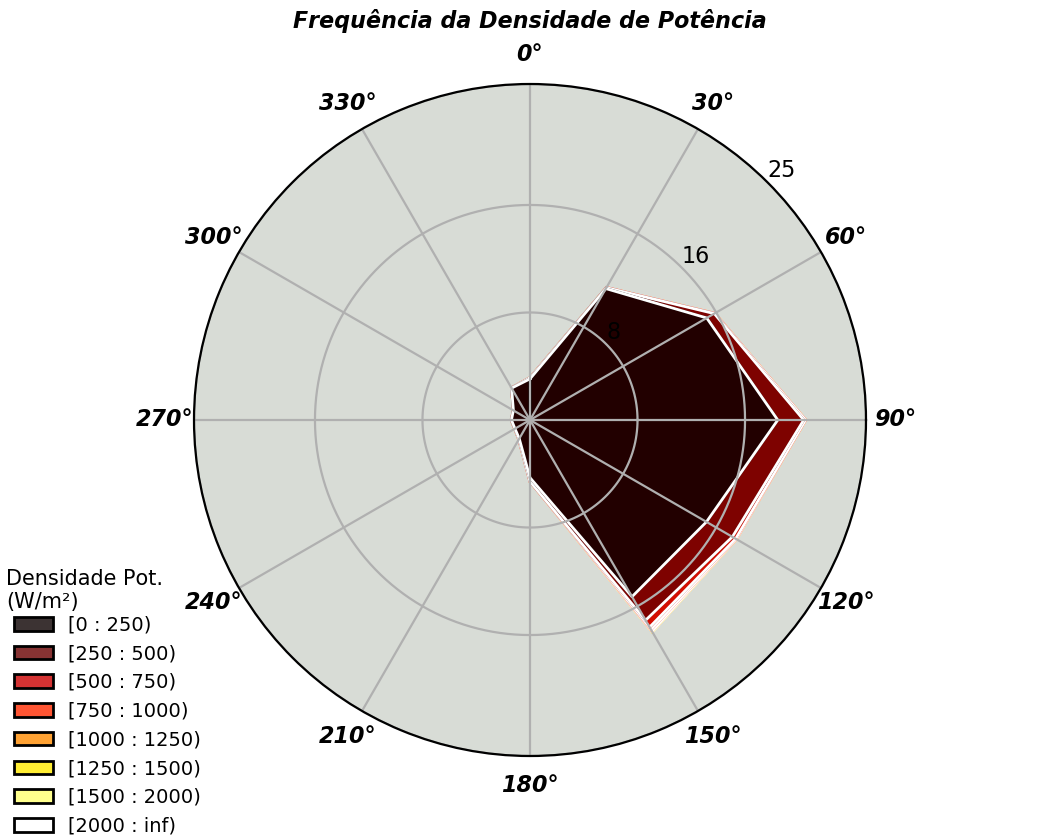 Frequência da Densidade de Potência
0°
330°
30°
25
300°
60°
16
8
270°
90°
240°
120°
210°
150°
180°
Densidade Pot.
(W/m²)
[0 : 250)
[250 : 500)
[500 : 750)
[750 : 1000)
[1000 : 1250)
[1250 : 1500)
[1500 : 2000)
[2000 : inf)